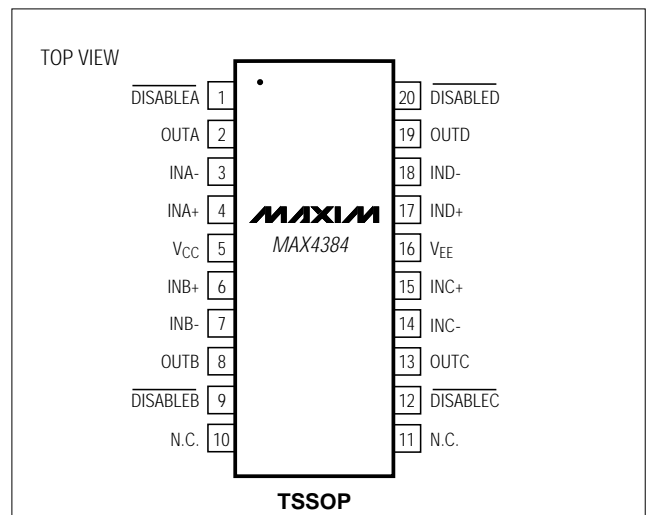 TOP VIEW
DISABLEA 1
20 DISABLED
OUTA 2
19 OUTD
INA- 3
18 IND-
INA+ 4
17 IND+
MAXIM
MAX4384
VCC 5
16 VEE
INB+ 6
15 INC+
INB- 7
14 INC-
OUTB 8
13 OUTC
DISABLEB 9
12 DISABLEC
N.C. 10
11 N.C.
TSSOP